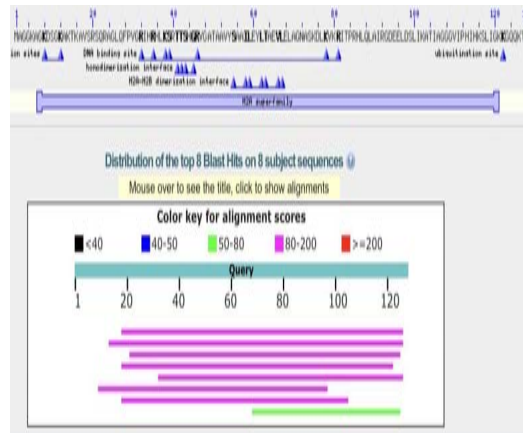 1 20 40 60 80 100 120
MAGGKAGKDSGKAKTKAVSRSQRAGLQFPVGRIHRHLKSRTTSHGRVGATAAVYSAAILEYLTAEVLELAGNASKDLKVKRITPRHLQLAIRGDEELDSLIKATIAGGGVIPHIHKSLIGKKGQQKT
ion sites DNA binding site ubiquitination site
homodimerization interface
H2A-H2B dimerization interface
H2A superfamily
Distribution of the top 8 Blast Hits on 8 subject sequences
Mouse over to see the title, click to show alignments
Color key for alignment scores
<40 40-50 50-80 80-200 >=200
Query
1 20 40 60 80 100 120